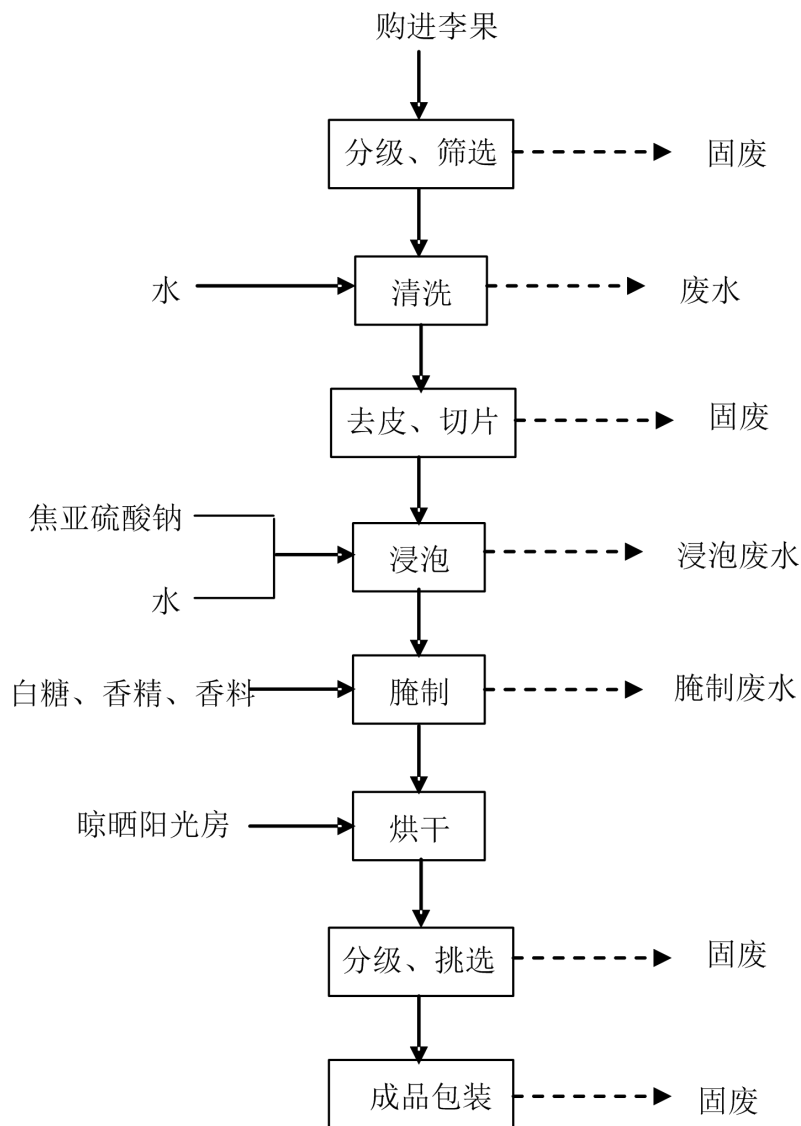 购进李果
分级、筛选
固废
水
清洗
废水
去皮、切片
固废
焦亚硫酸钠
水
浸泡
浸泡废水
白糖、香精、香料
腌制
腌制废水
晾晒阳光房
烘干
分级、挑选
固废
成品包装
固废